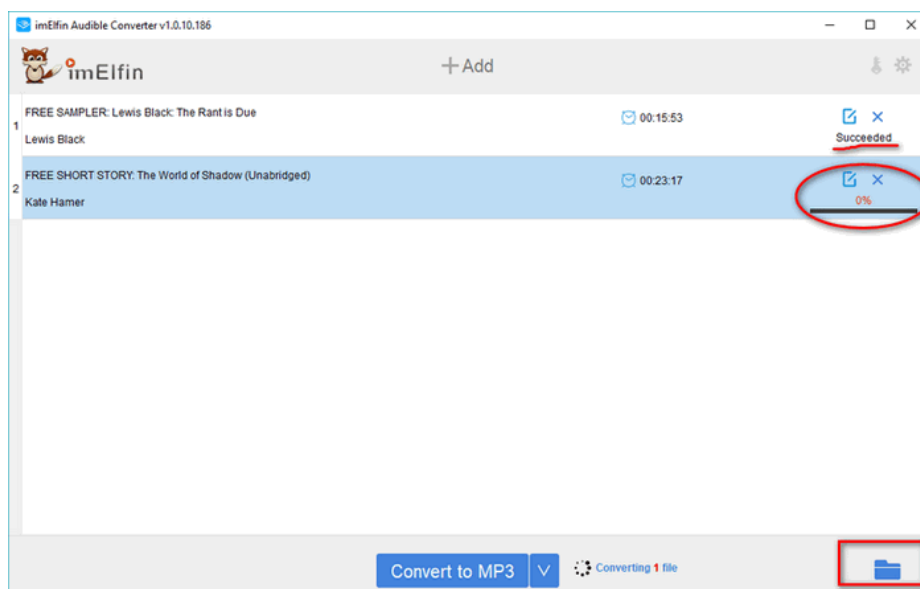 imElfin Audible Converter v1.0.10.186
imElfin
+Add
1
FREE SAMPLER: Lewis Black: The Rant is Due
Lewis Black
00:15:53
Succeeded
2
FREE SHORT STORY: The World of Shadow (Unabridged)
Kate Hamer
00:23:17
0%
Convert to MP3
Converting 1 file